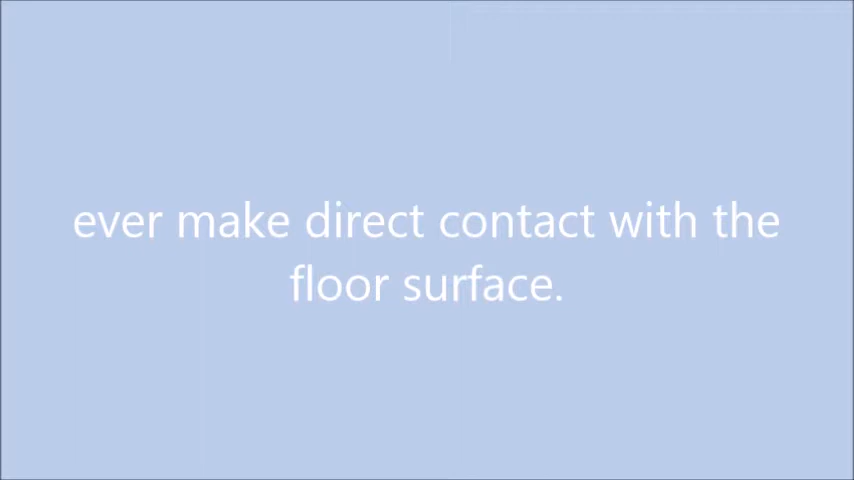 ever make direct contact with the
floor surface.